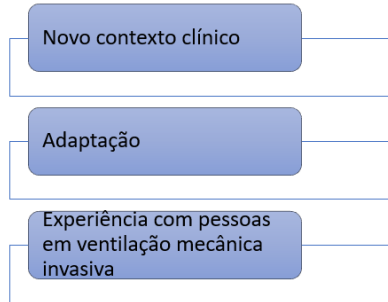 Novo contexto clínico
Adaptação
Experiência com pessoas
em ventilação mecânica
invasiva